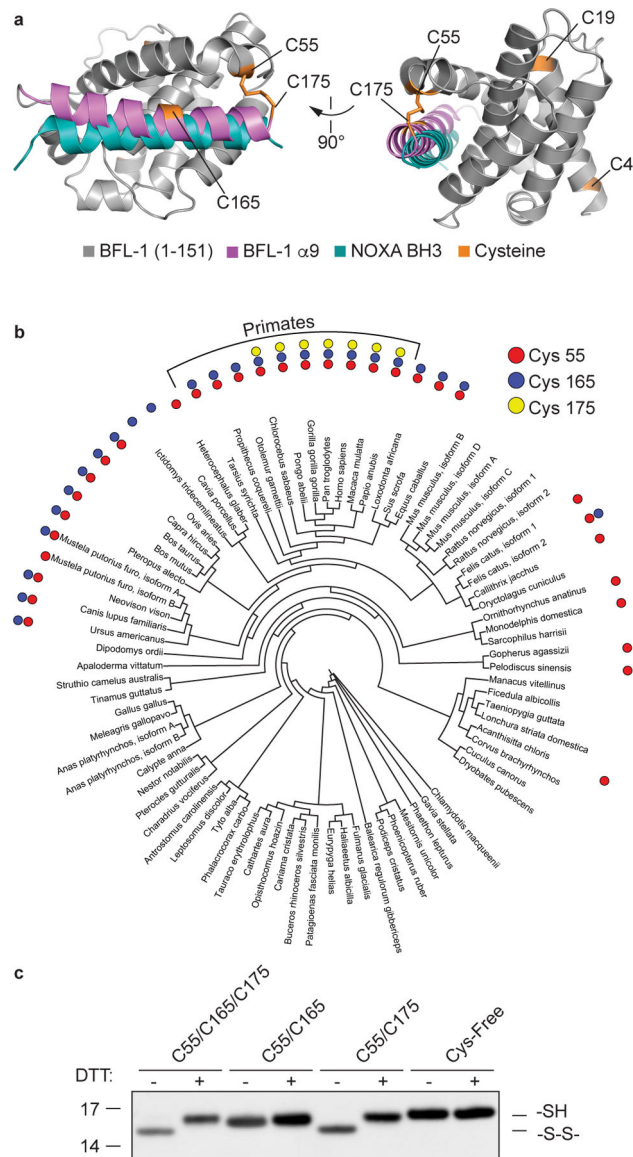 a
C55
C175
C165
90°
C55
C175
C19
C4
BFL-1 (1-151) BFL-1 α9 NOXA BH3 Cysteine
b
Primates
Cys 55
Cys 165
Cys 175
Ictidomys tridecemlineatus
Cavia porcellus
Heterocephalus glaber
Tarsius syrichta
Propithecus coquereli
Otolemur garnettii
Chlorocebus sabaeus
Pongo abelii
Gorilla gorilla gorilla
Pan troglopytes
Homo sapiens
Macaca mulatta
Papio anubis
Loxodonta africana
Sus scrofa
Equus caballus
Mus musculus, isoform B
Mus musculus, isoform D
Mus musculus, isoform A
Mus musculus, isoform C
Rattus norvegicus, isoform 1
Rattus norvegicus, isoform 2
Felis catus, isoform 1
Felis catus, isoform 2
Callithrix jacchus
Oryctolagus cuniculus
Ornithorhynchus anatinus
Monodelphis domestica
Sarcophilus harrisii
Gopherus agassizii
Pelodiscus sinensis
Manacus vitellinus
Ficedula albicollis
Taeniopygia guttata
Lonchura striata domestica
Acanthisitta chloris
Corvus brachyrhynchos
Cuculus canorus
Dryobates pubescens
Chlamydotis macqueenii
Gavia stellata
Phaethon lepturus
Mesitornis unicolor
Phoenicopterus ruber
Podiceps cristatus
Balearica regulorum gibbericeps
Fulmarus glacialis
Haliaeetus albicilla
Eurypyga helias
Patagioenas fasciata monilis
Buceros rhinoceros silvestris
Cariama cristata
Opisthocomus hoazin
Cathartes aura
Tauraco erythrolophus
Phalacrocorax carbo
Tyto alba
Leptosomus discolor
Antrostomus carolinensis
Charadrius vociferus
Pterocles gutturalis
Nestor notabilis
Calypte anna
Anas platyrhynchos, isoform B
Anas platyrhynchos, isoform A
Meleagris gallopavo
Gallus gallus
Tinamus guttatus
Struthio camelus australis
Apaloderma vittatum
Dipodomys ordii
Ursus americanus
Canis lupus familiaris
Neovison vison
Mustela putorius furo, isoform B
Mustela putorius furo, isoform A
Pteropus alecto
Bos mutus
Bos taurus
Capra hircus
Ovis aries
c
C55/C165/C175
C55/C165
C55/C175
Cys-Free
DTT: - + - + - + - +
17
14
-SH
-S-S-